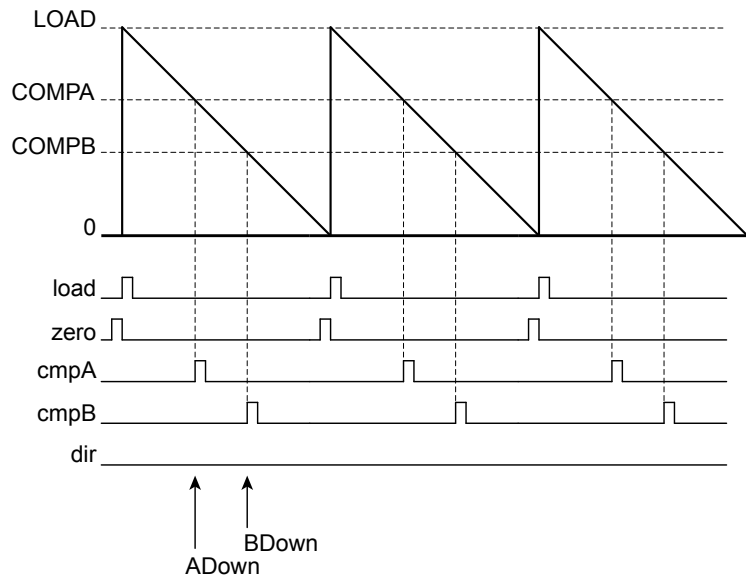 LOAD
COMPA
COMPB
0
load
zero
cmpA
cmpB
dir
BDown
ADown